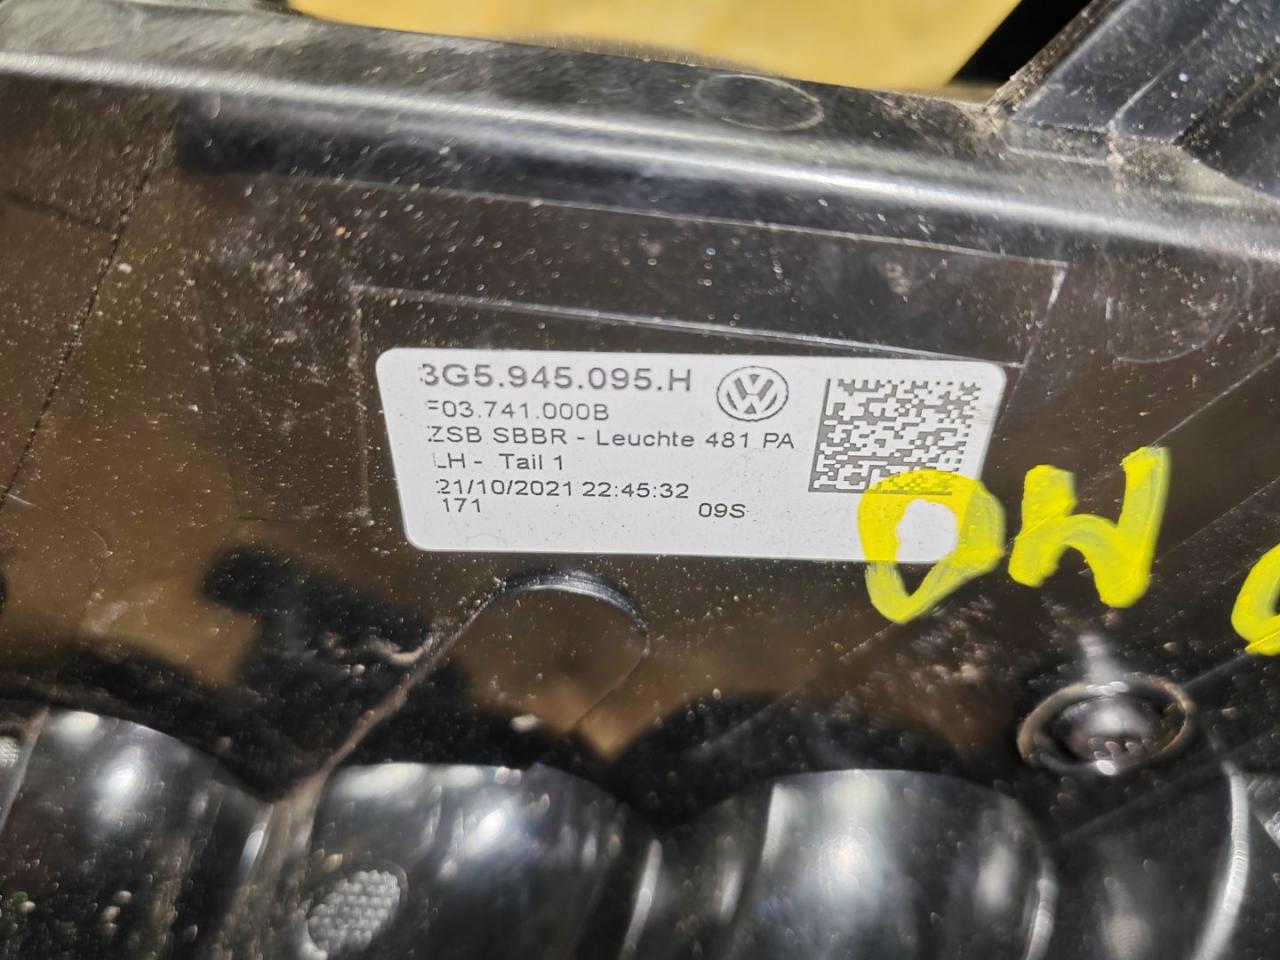 3G5.945.095.H
F03.741.000B
ZSB SBBR - Leuchte 481 PA
LH - Tail 1
21/10/2021 22:45:32
171 09S